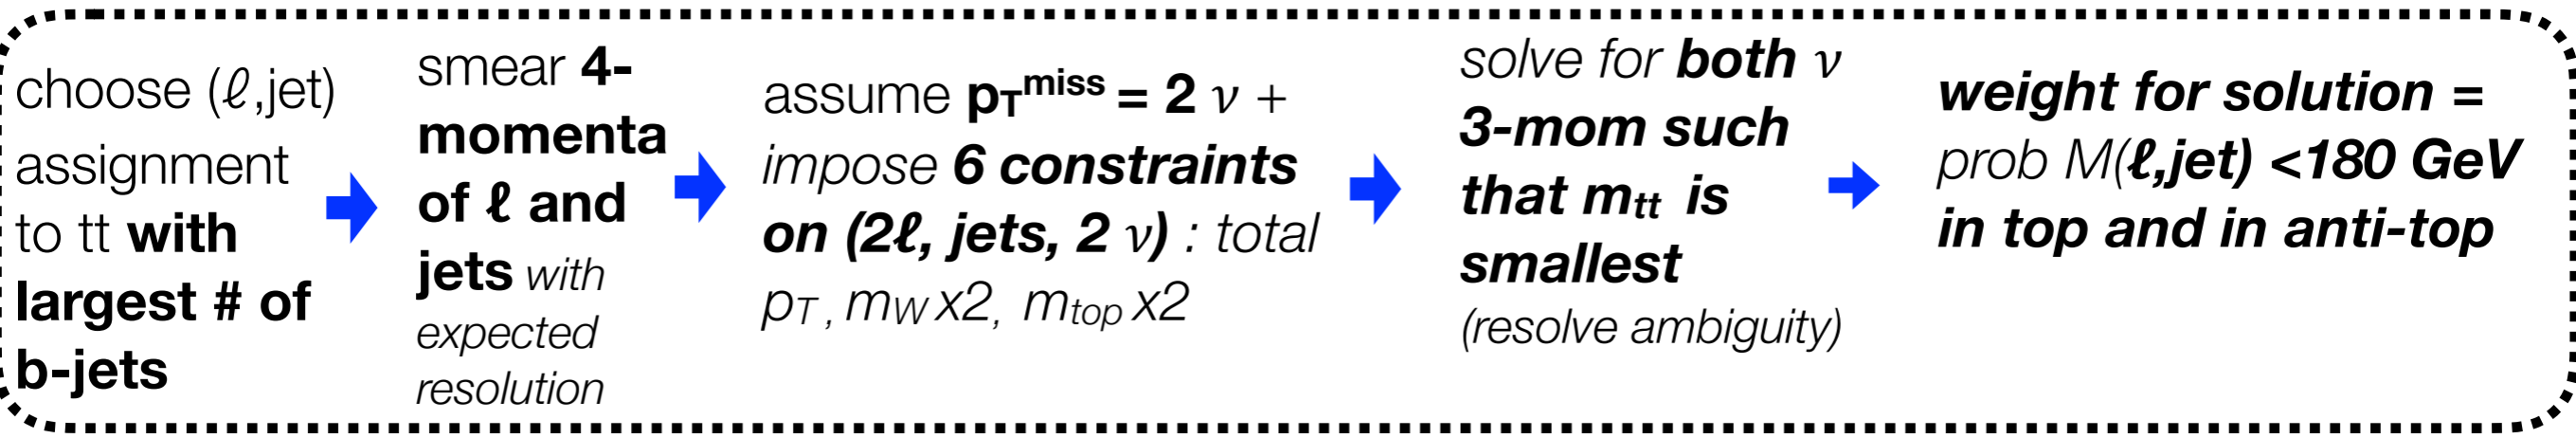 choose (ℓ,jet)
assignment
to tt with
largest # of
b-jets
smear 4-
momenta
of ℓ and
jets with
expected
resolution
assume pTmiss = 2 ν +
impose 6 constraints
on (2ℓ, jets, 2 ν) : total
pT , mW x2, mtop x2
solve for both ν
3-mom such
that mtt is
smallest
(resolve ambiguity)
weight for solution =
prob M(ℓ,jet) <180 GeV
in top and in anti-top